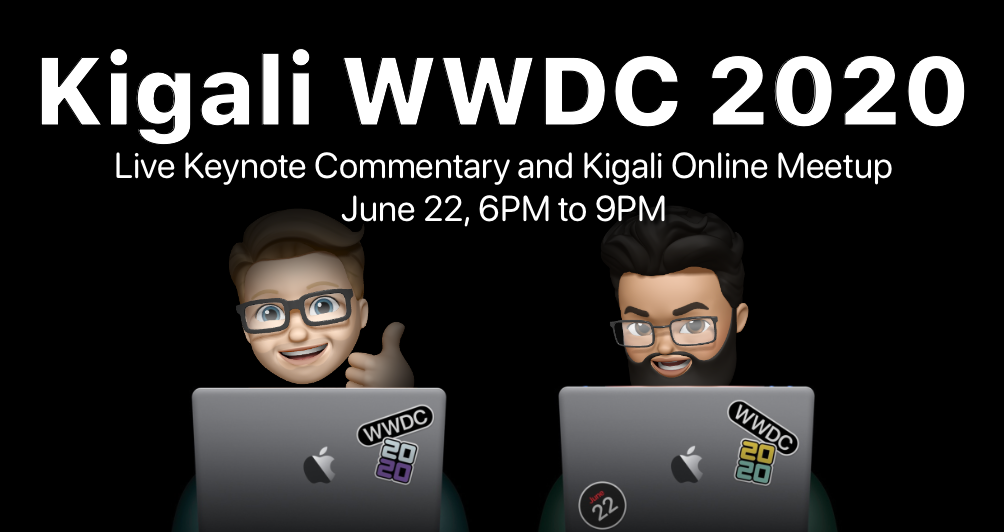 Kigali WWDC 2020
Live Keynote Commentary and Kigali Online Meetup
June 22, 6PM to 9PM
WWDC
20
20
WWDC
20
20
June
22